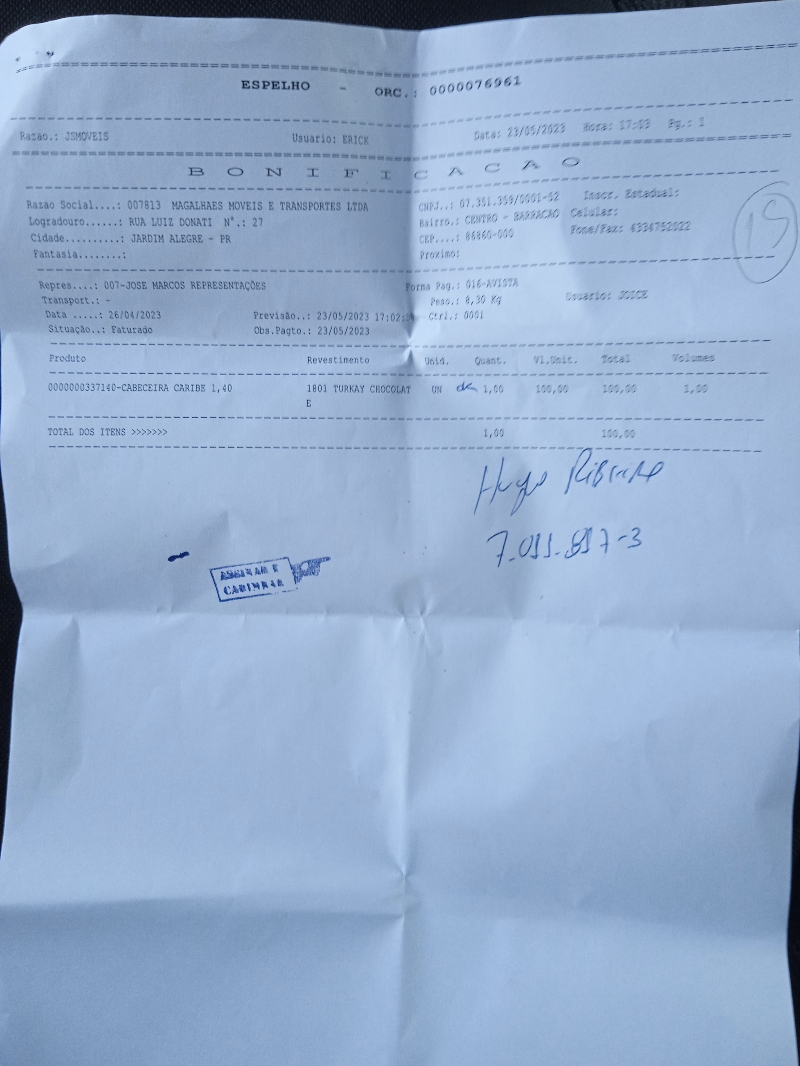 ESPELHO - ORC.: 0000076961
Razao.: JSMOVEIS Usuario: ERICK Data: 23/05/2023 Hora: 17:03 Pg.: 1
B O N I F I C A C A O
Razao Social....: 007813 MAGALHAES MOVEIS E TRANSPORTES LTDA CNPJ..: 07.351.359/0001-52 Inscr. Estadual:
Logradouro......: RUA LUIZ DONATI N°.: 27 Bairro.: CENTRO - BARRACAO Celular:
Cidade..........: JARDIM ALEGRE - PR CEP....: 86860-000 Fone/Fax: 4334752022
Fantasia........: Proximo:
15
Repres....: 007-JOSE MARCOS REPRESENTAÇÕES Forma Pag.: 016-AVISTA
Transport.: - Peso.: 8,30 Kg Usuario: JOICE
Data .....: 26/04/2023 Previsão..: 23/05/2023 17:02: Ctrl.: 0001
Situação..: Faturado Obs.Pagto.: 23/05/2023
Produto Revestimento Unid. Quant. Vl.Unit. Total Volumes
0000000337140-CABECEIRA CARIBE 1,40 1801 TURKAY CHOCOLAT UN 1,00 100,00 100,00 1,00
E
TOTAL DOS ITENS >>>>>>> 1,00 100,00
Hugo Ribeiro
ASSINAR E
CARIMBAR